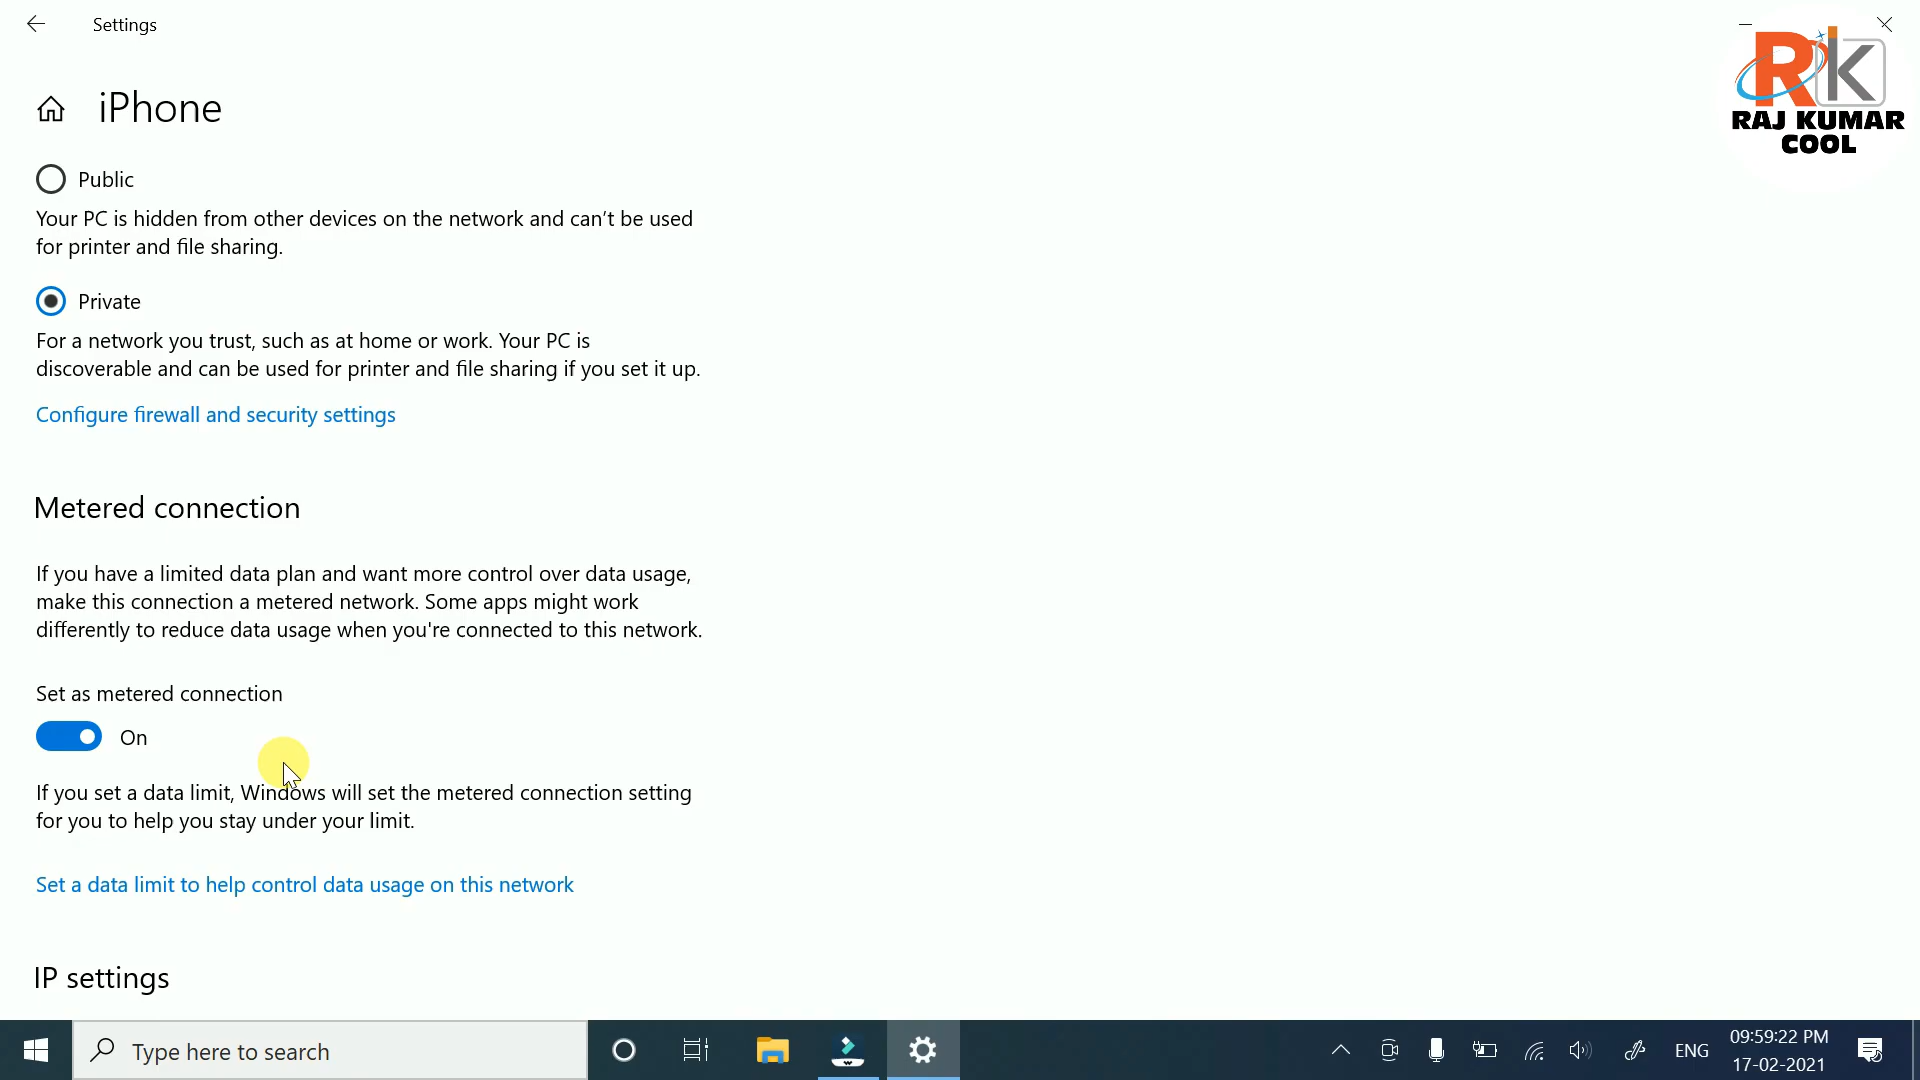 Settings
iPhone
Public
Your PC is hidden from other devices on the network and can’t be used
for printer and file sharing.
Private
For a network you trust, such as at home or work. Your PC is
discoverable and can be used for printer and file sharing if you set it up.
Configure firewall and security settings
Metered connection
If you have a limited data plan and want more control over data usage,
make this connection a metered network. Some apps might work
differently to reduce data usage when you're connected to this network.
Set as metered connection
On
If you set a data limit, Windows will set the metered connection setting
for you to help you stay under your limit.
Set a data limit to help control data usage on this network
IP settings
RK
RAJ KUMAR
COOL
Type here to search
ENG
09:59:22 PM
17-02-2021